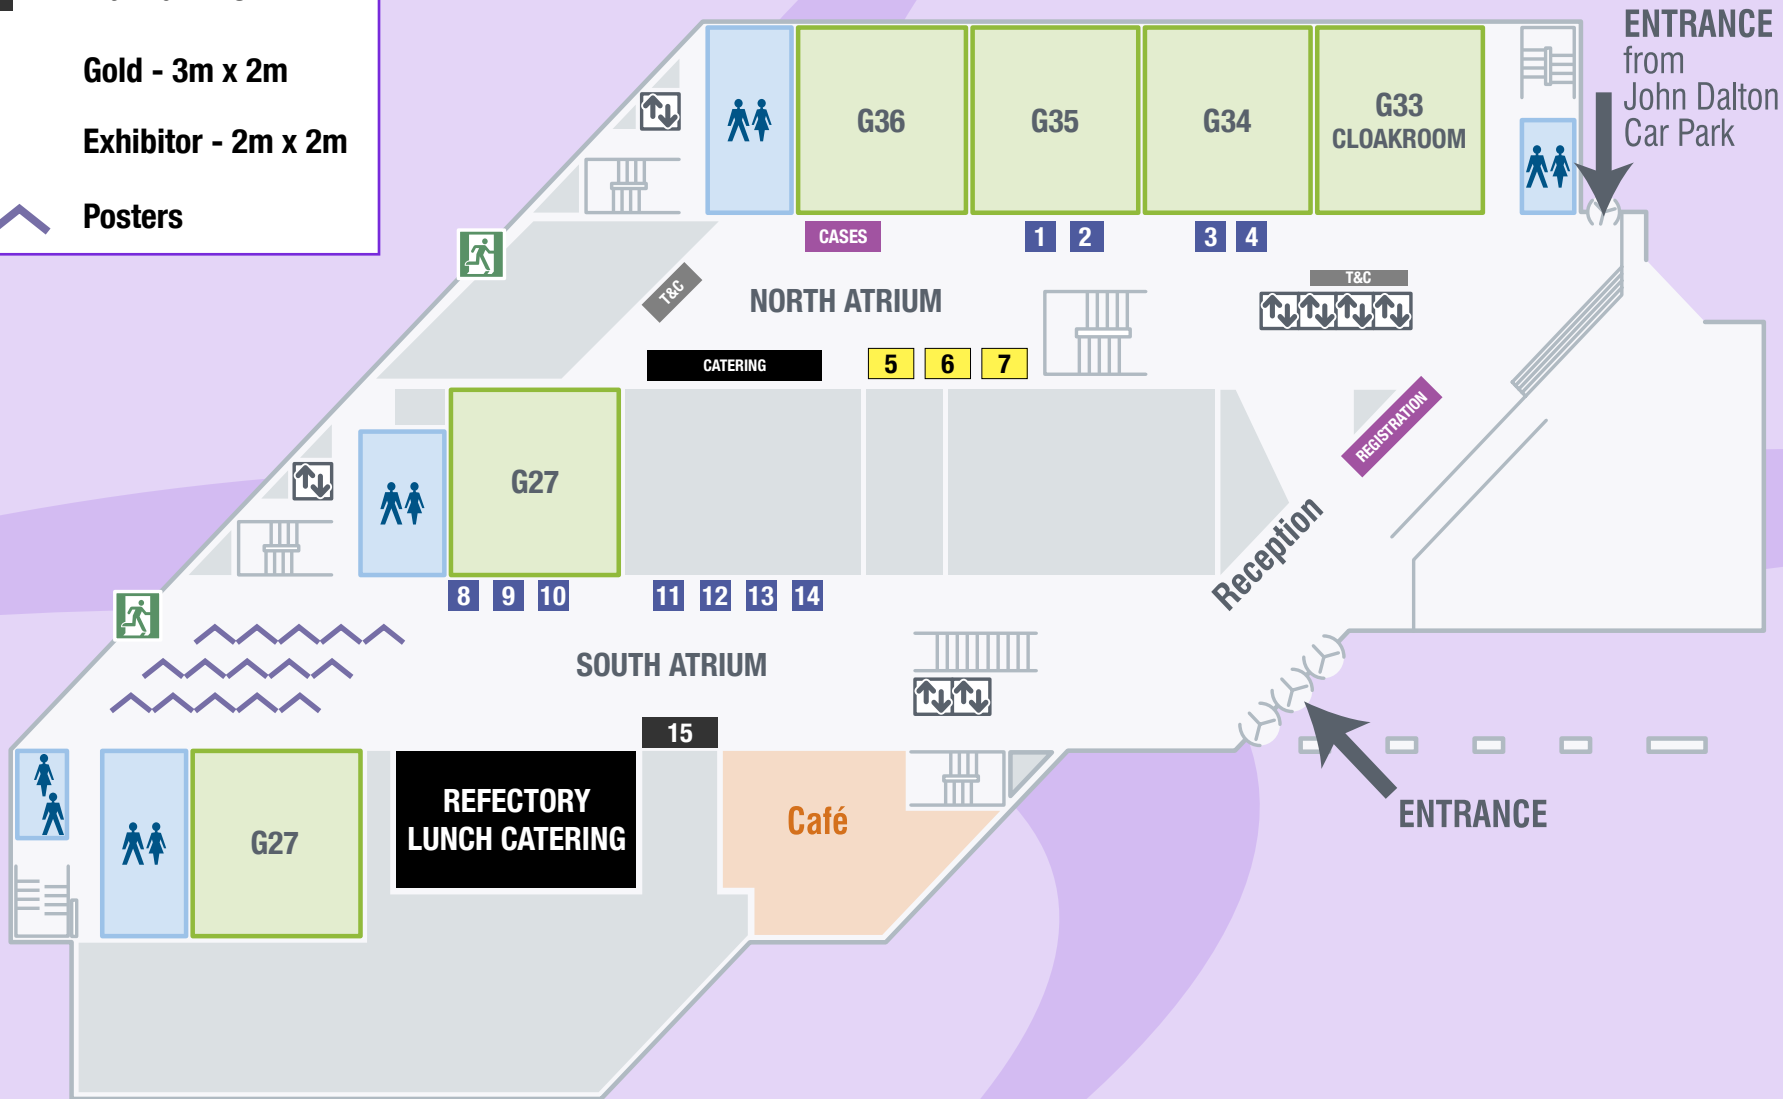 Gold - 3m x 2m
Exhibitor - 2m x 2m
Posters
ENTRANCE
from
John Dalton
Car Park
G36
G35
G34
G33
CLOAKROOM
CASES
1
2
3
4
T&C
T&C
NORTH ATRIUM
CATERING
5
6
7
REGISTRATION
G27
Reception
8
9
10
11
12
13
14
SOUTH ATRIUM
15
REFECTORY
LUNCH CATERING
Café
G27
ENTRANCE